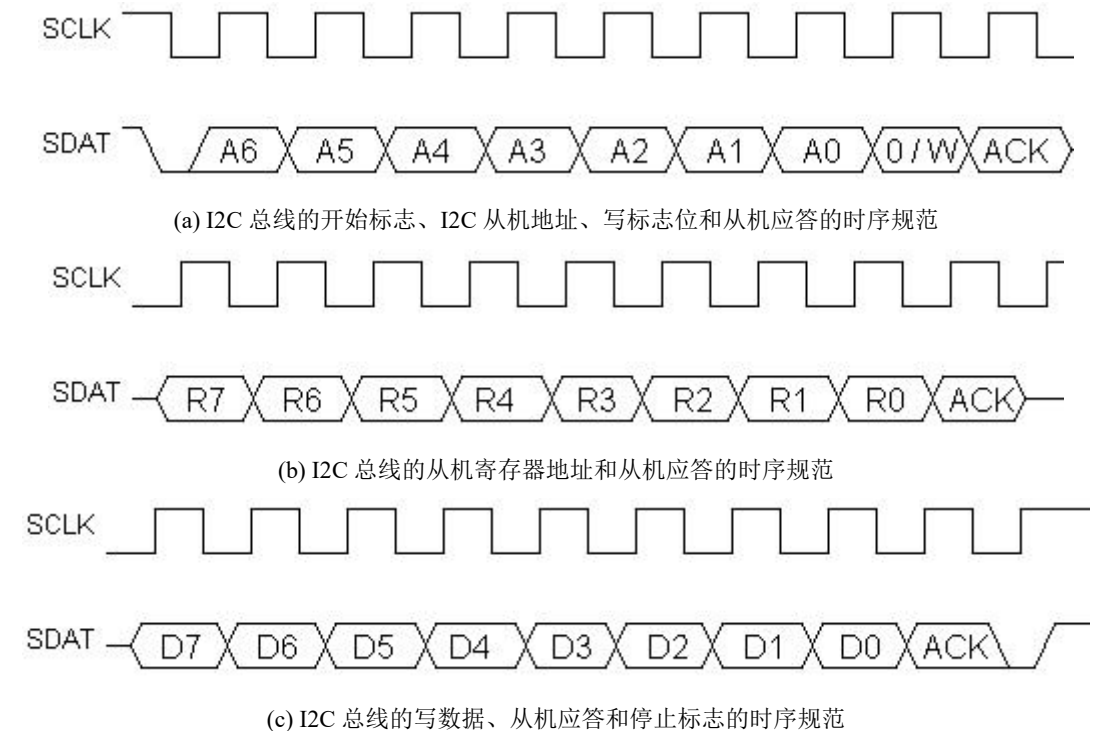 SCLK
SDAT A6 A5 A4 A3 A2 A1 A0 0/W ACK
(a) I2C 总线的开始标志、I2C 从机地址、写标志位和从机应答的时序规范
SCLK
SDAT R7 R6 R5 R4 R3 R2 R1 R0 ACK
(b) I2C 总线的从机寄存器地址和从机应答的时序规范
SCLK
SDAT D7 D6 D5 D4 D3 D2 D1 D0 ACK
(c) I2C 总线的写数据、从机应答和停止标志的时序规范